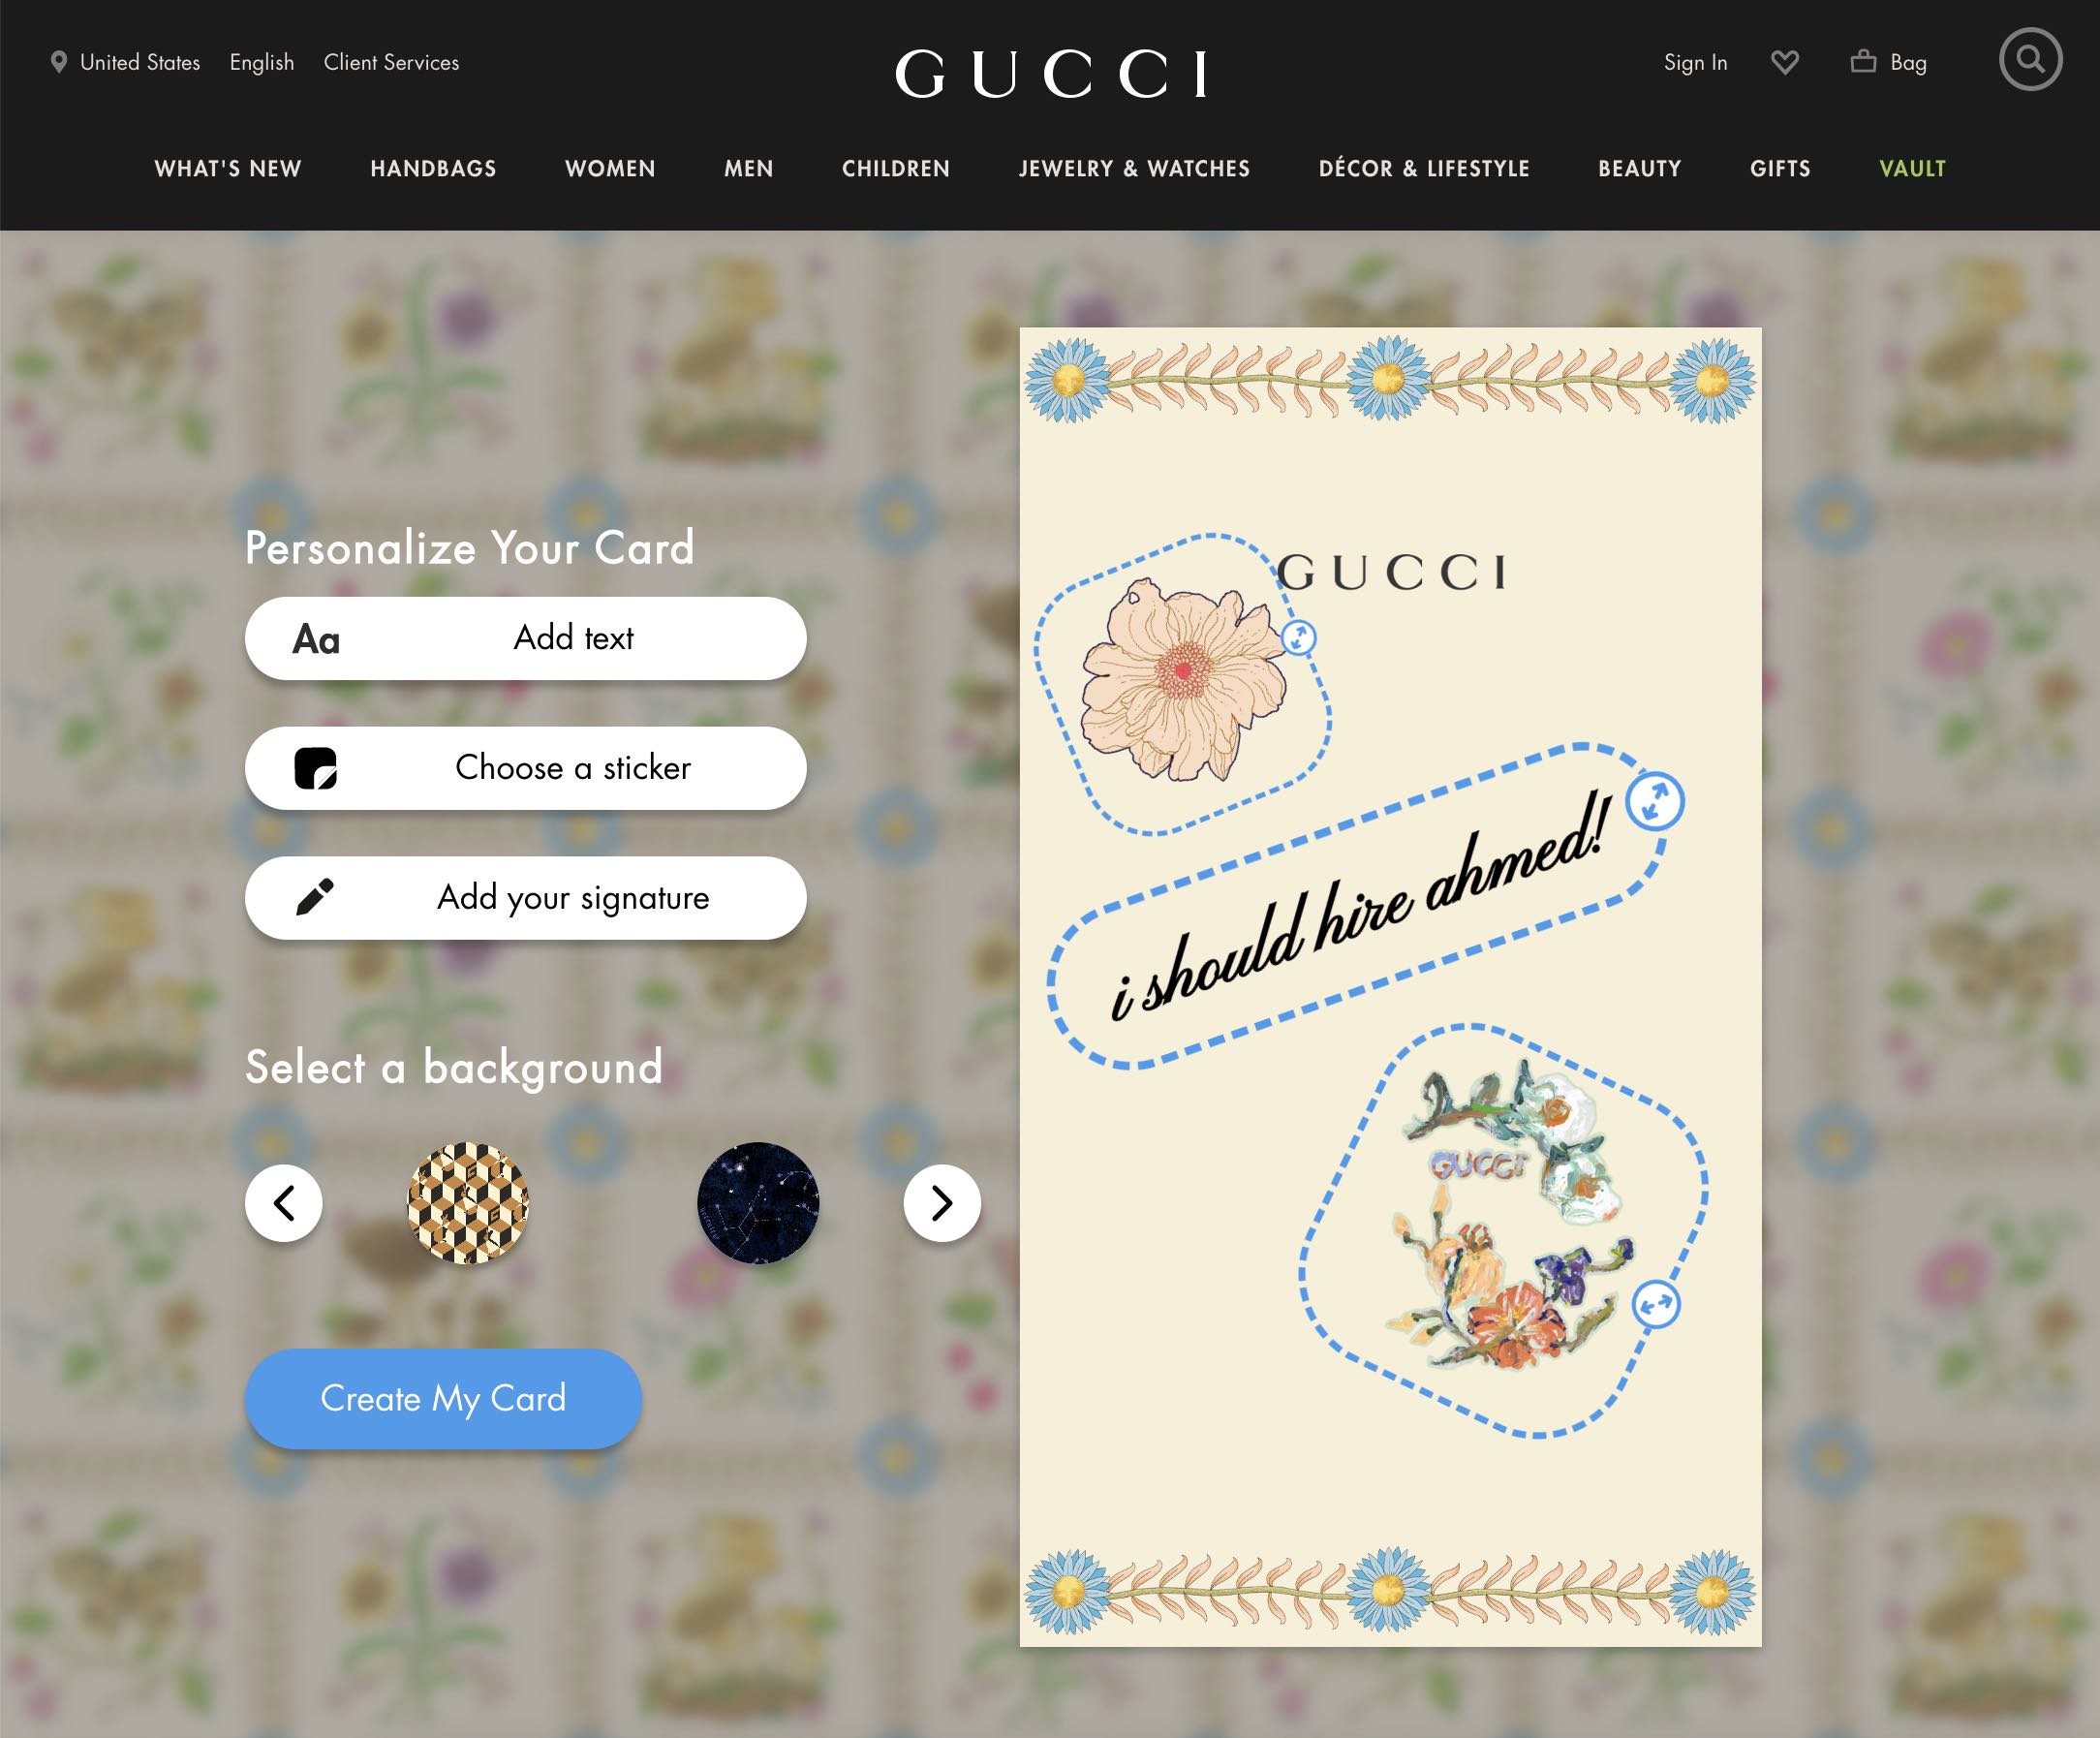 United States English Client Services
GUCCI
Sign In
Bag
WHAT'S NEW HANDBAGS WOMEN MEN CHILDREN JEWELRY & WATCHES DÉCOR & LIFESTYLE BEAUTY GIFTS VAULT
Personalize Your Card
Aa Add text
Choose a sticker
Add your signature
Select a background
Create My Card
GUCCI
i should hire ahmed!
GUCCI